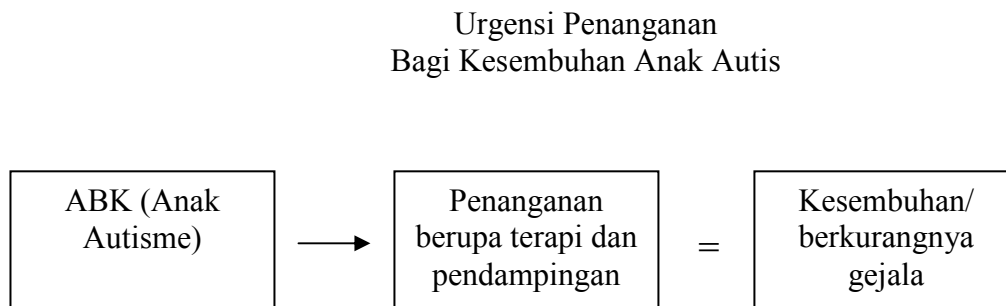 Urgensi Penanganan
Bagi Kesembuhan Anak Autis
ABK (Anak
Autisme)
Penanganan
berupa terapi dan
pendampingan
=
Kesembuhan/
berkurangnya
gejala